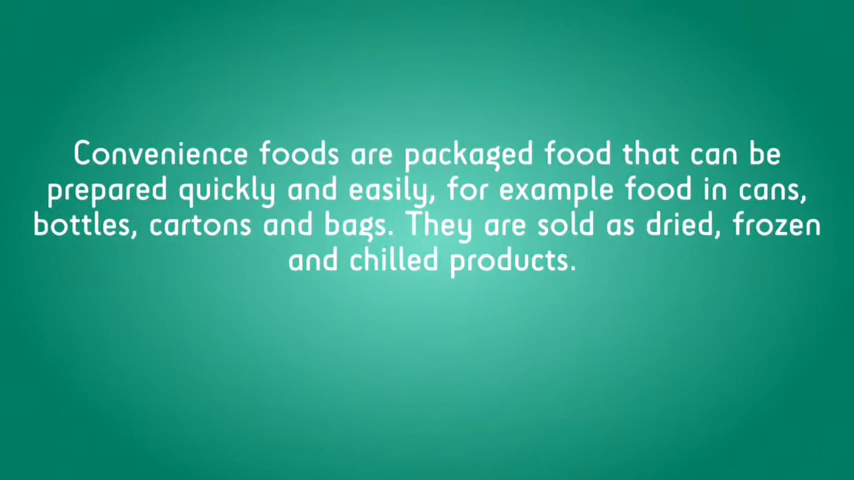 Convenience foods are packaged food that can be
prepared quickly and easily, for example food in cans,
bottles, cartons and bags. They are sold as dried, frozen
and chilled products.